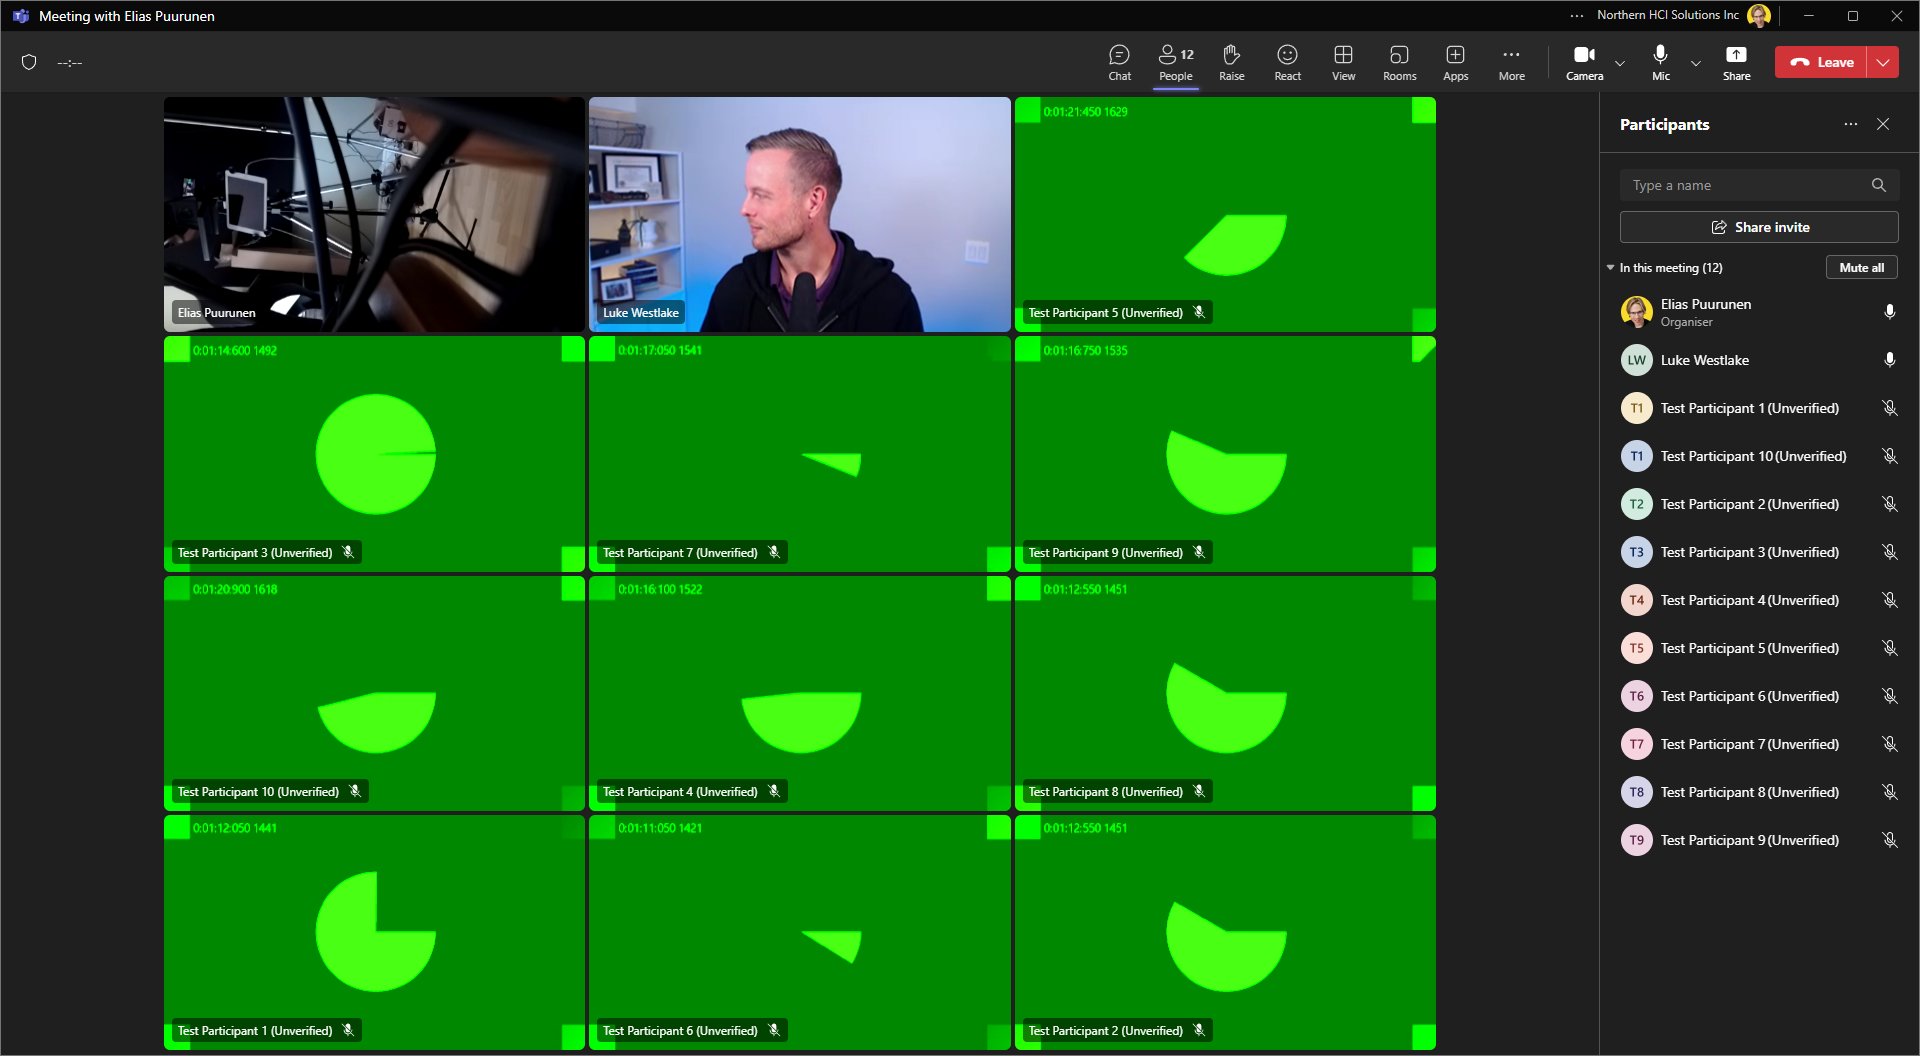 Meeting with Elias Puurunen
Northern HCI Solutions Inc
--:--
Chat
People
12
Raise
React
View
Rooms
Apps
More
Camera
Mic
Share
Leave
Elias Puurunen
Luke Westlake
0:01:21:450 1629
Test Participant 5 (Unverified)
0:01:14:600 1492
Test Participant 3 (Unverified)
0:01:17:050 1541
Test Participant 7 (Unverified)
0:01:16:750 1535
Test Participant 9 (Unverified)
0:01:20:900 1618
Test Participant 10 (Unverified)
0:01:16:100 1522
Test Participant 4 (Unverified)
0:01:12:550 1451
Test Participant 8 (Unverified)
0:01:12:050 1441
Test Participant 1 (Unverified)
0:01:11:050 1421
Test Participant 6 (Unverified)
0:01:12:550 1451
Test Participant 2 (Unverified)
Participants
Type a name
Share invite
In this meeting (12)
Mute all
Elias Puurunen
Organiser
LW Luke Westlake
T1 Test Participant 1 (Unverified)
T1 Test Participant 10 (Unverified)
T2 Test Participant 2 (Unverified)
T3 Test Participant 3 (Unverified)
T4 Test Participant 4 (Unverified)
T5 Test Participant 5 (Unverified)
T6 Test Participant 6 (Unverified)
T7 Test Participant 7 (Unverified)
T8 Test Participant 8 (Unverified)
T9 Test Participant 9 (Unverified)